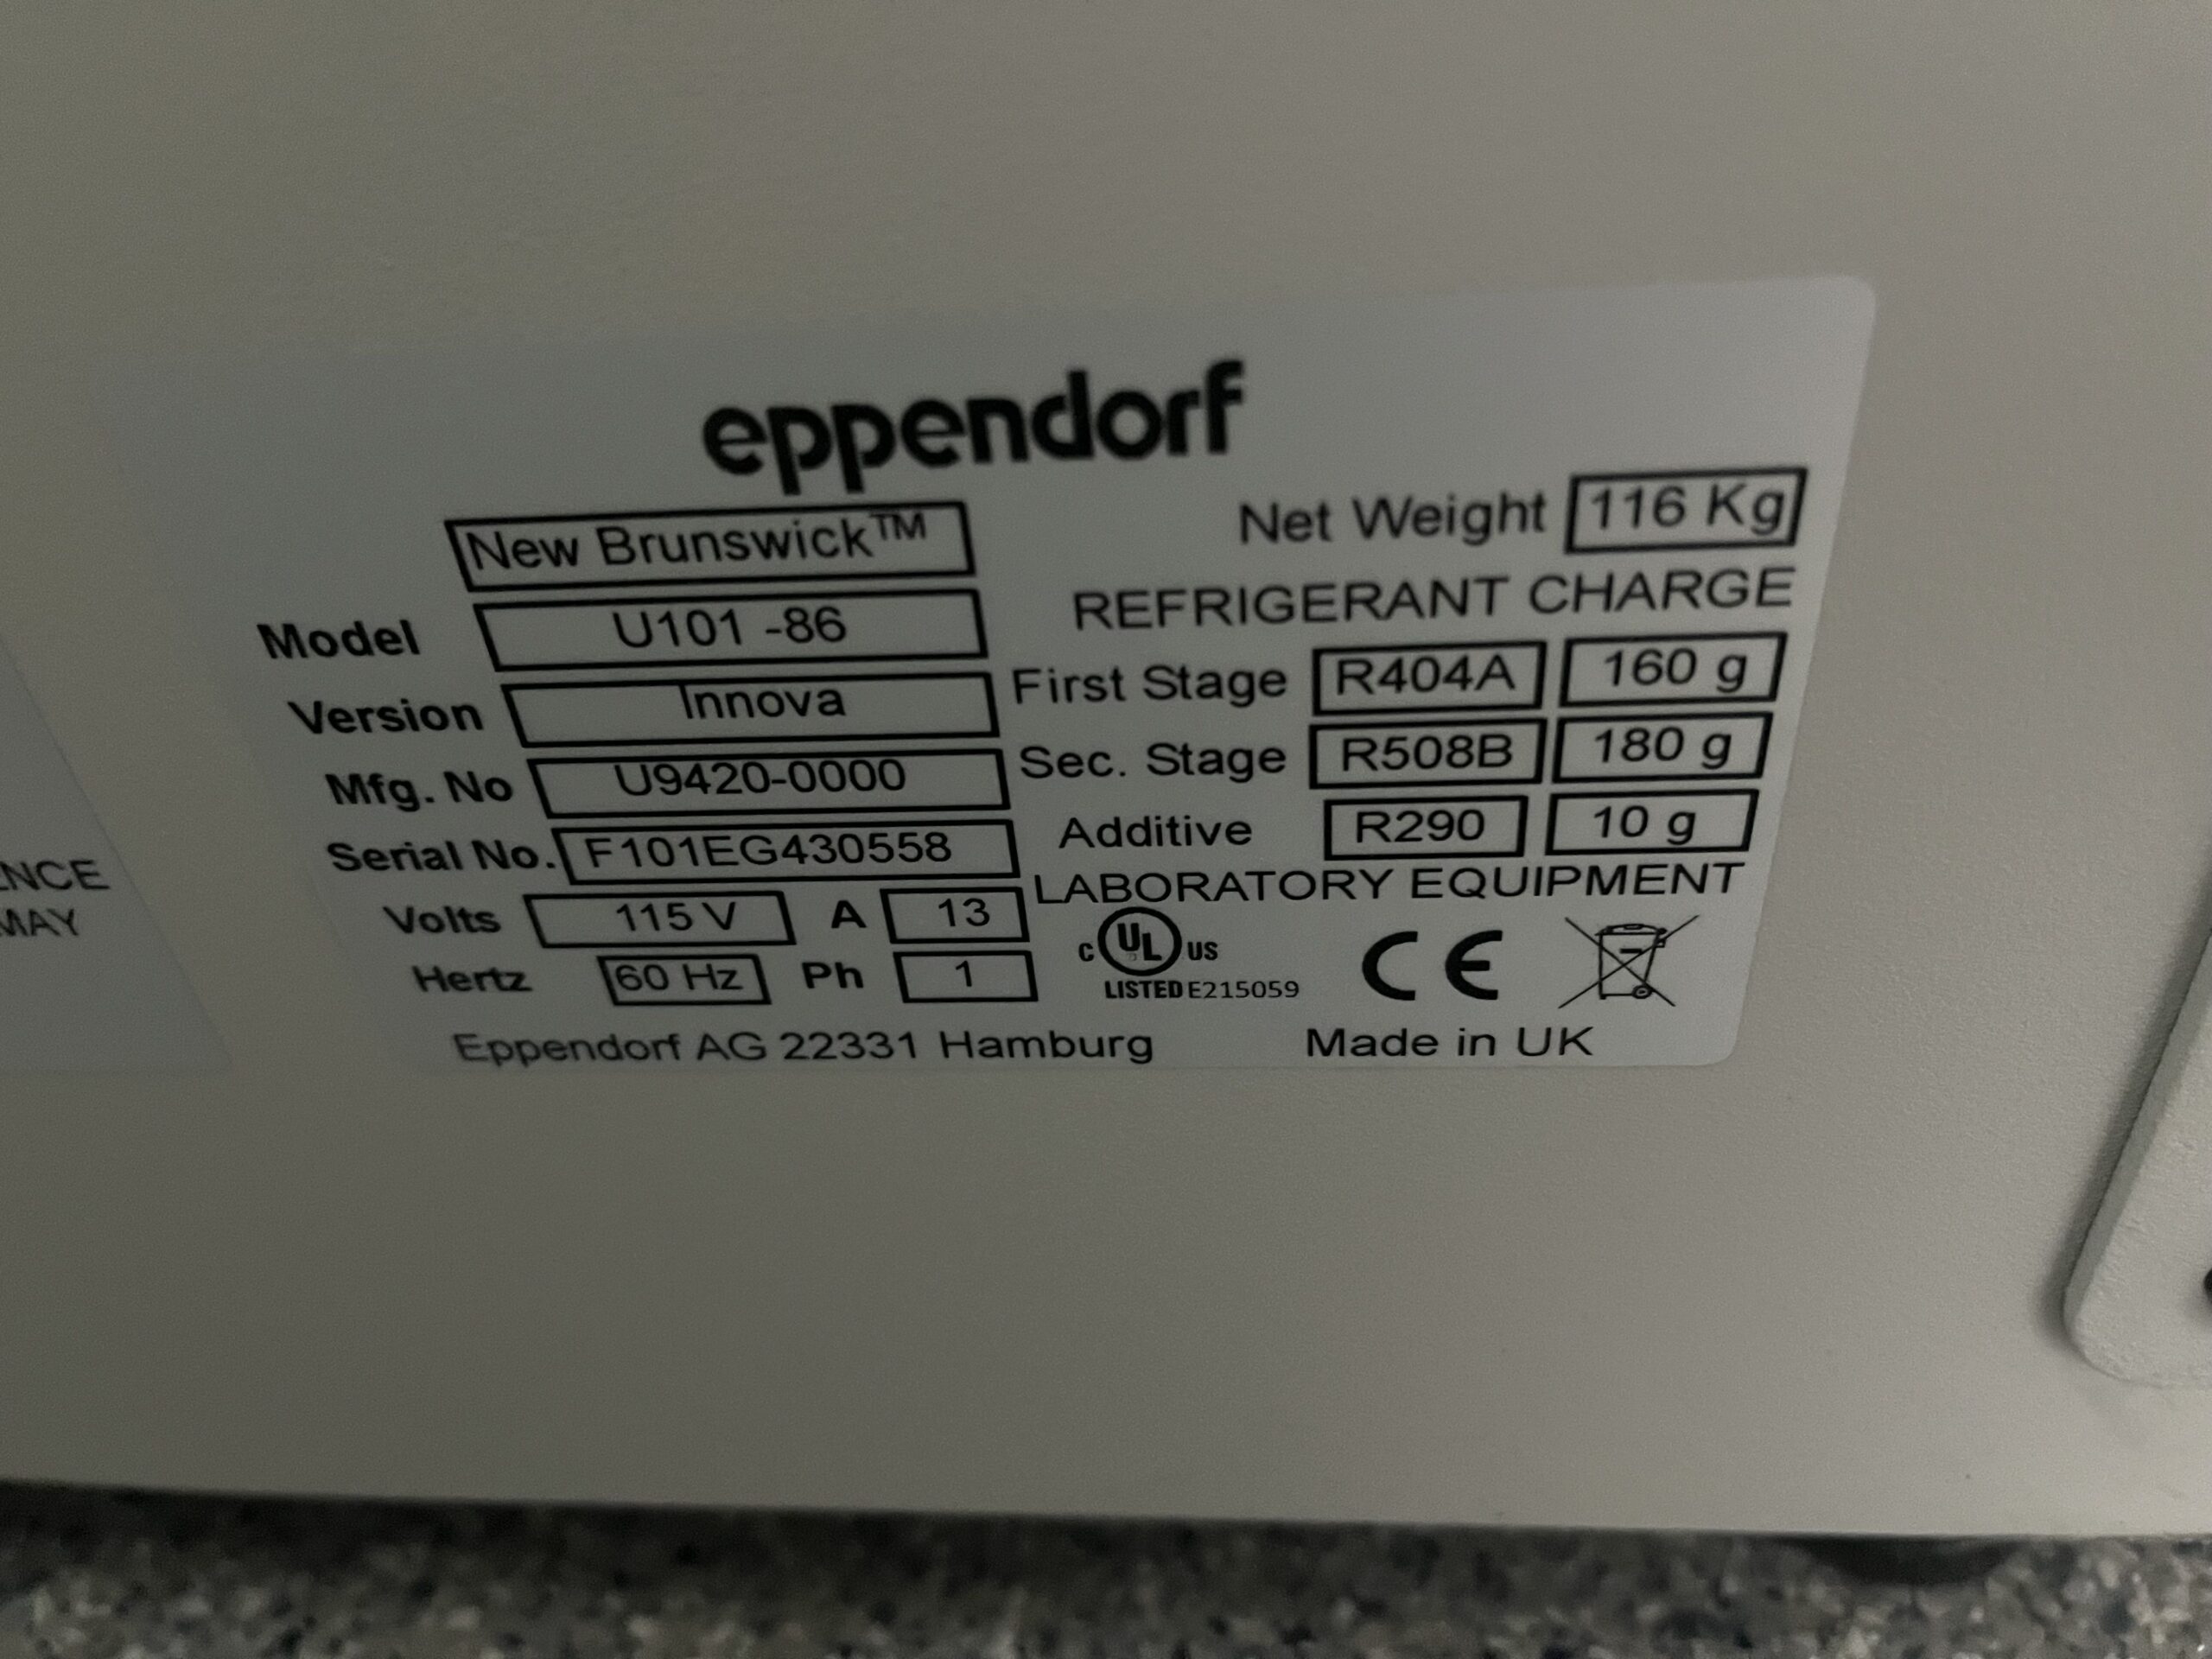 eppendorf
New Brunswick™
Model U101 -86
Version Innova
Mfg. No U9420-0000
Serial No. F101EG430558
Volts 115 V A 13
Hertz 60 Hz Ph 1
Net Weight 116 Kg
REFRIGERANT CHARGE
First Stage R404A 160 g
Sec. Stage R508B 180 g
Additive R290 10 g
LABORATORY EQUIPMENT
C UL US
LISTED E215059
CE
Eppendorf AG 22331 Hamburg
Made in UK
MAY